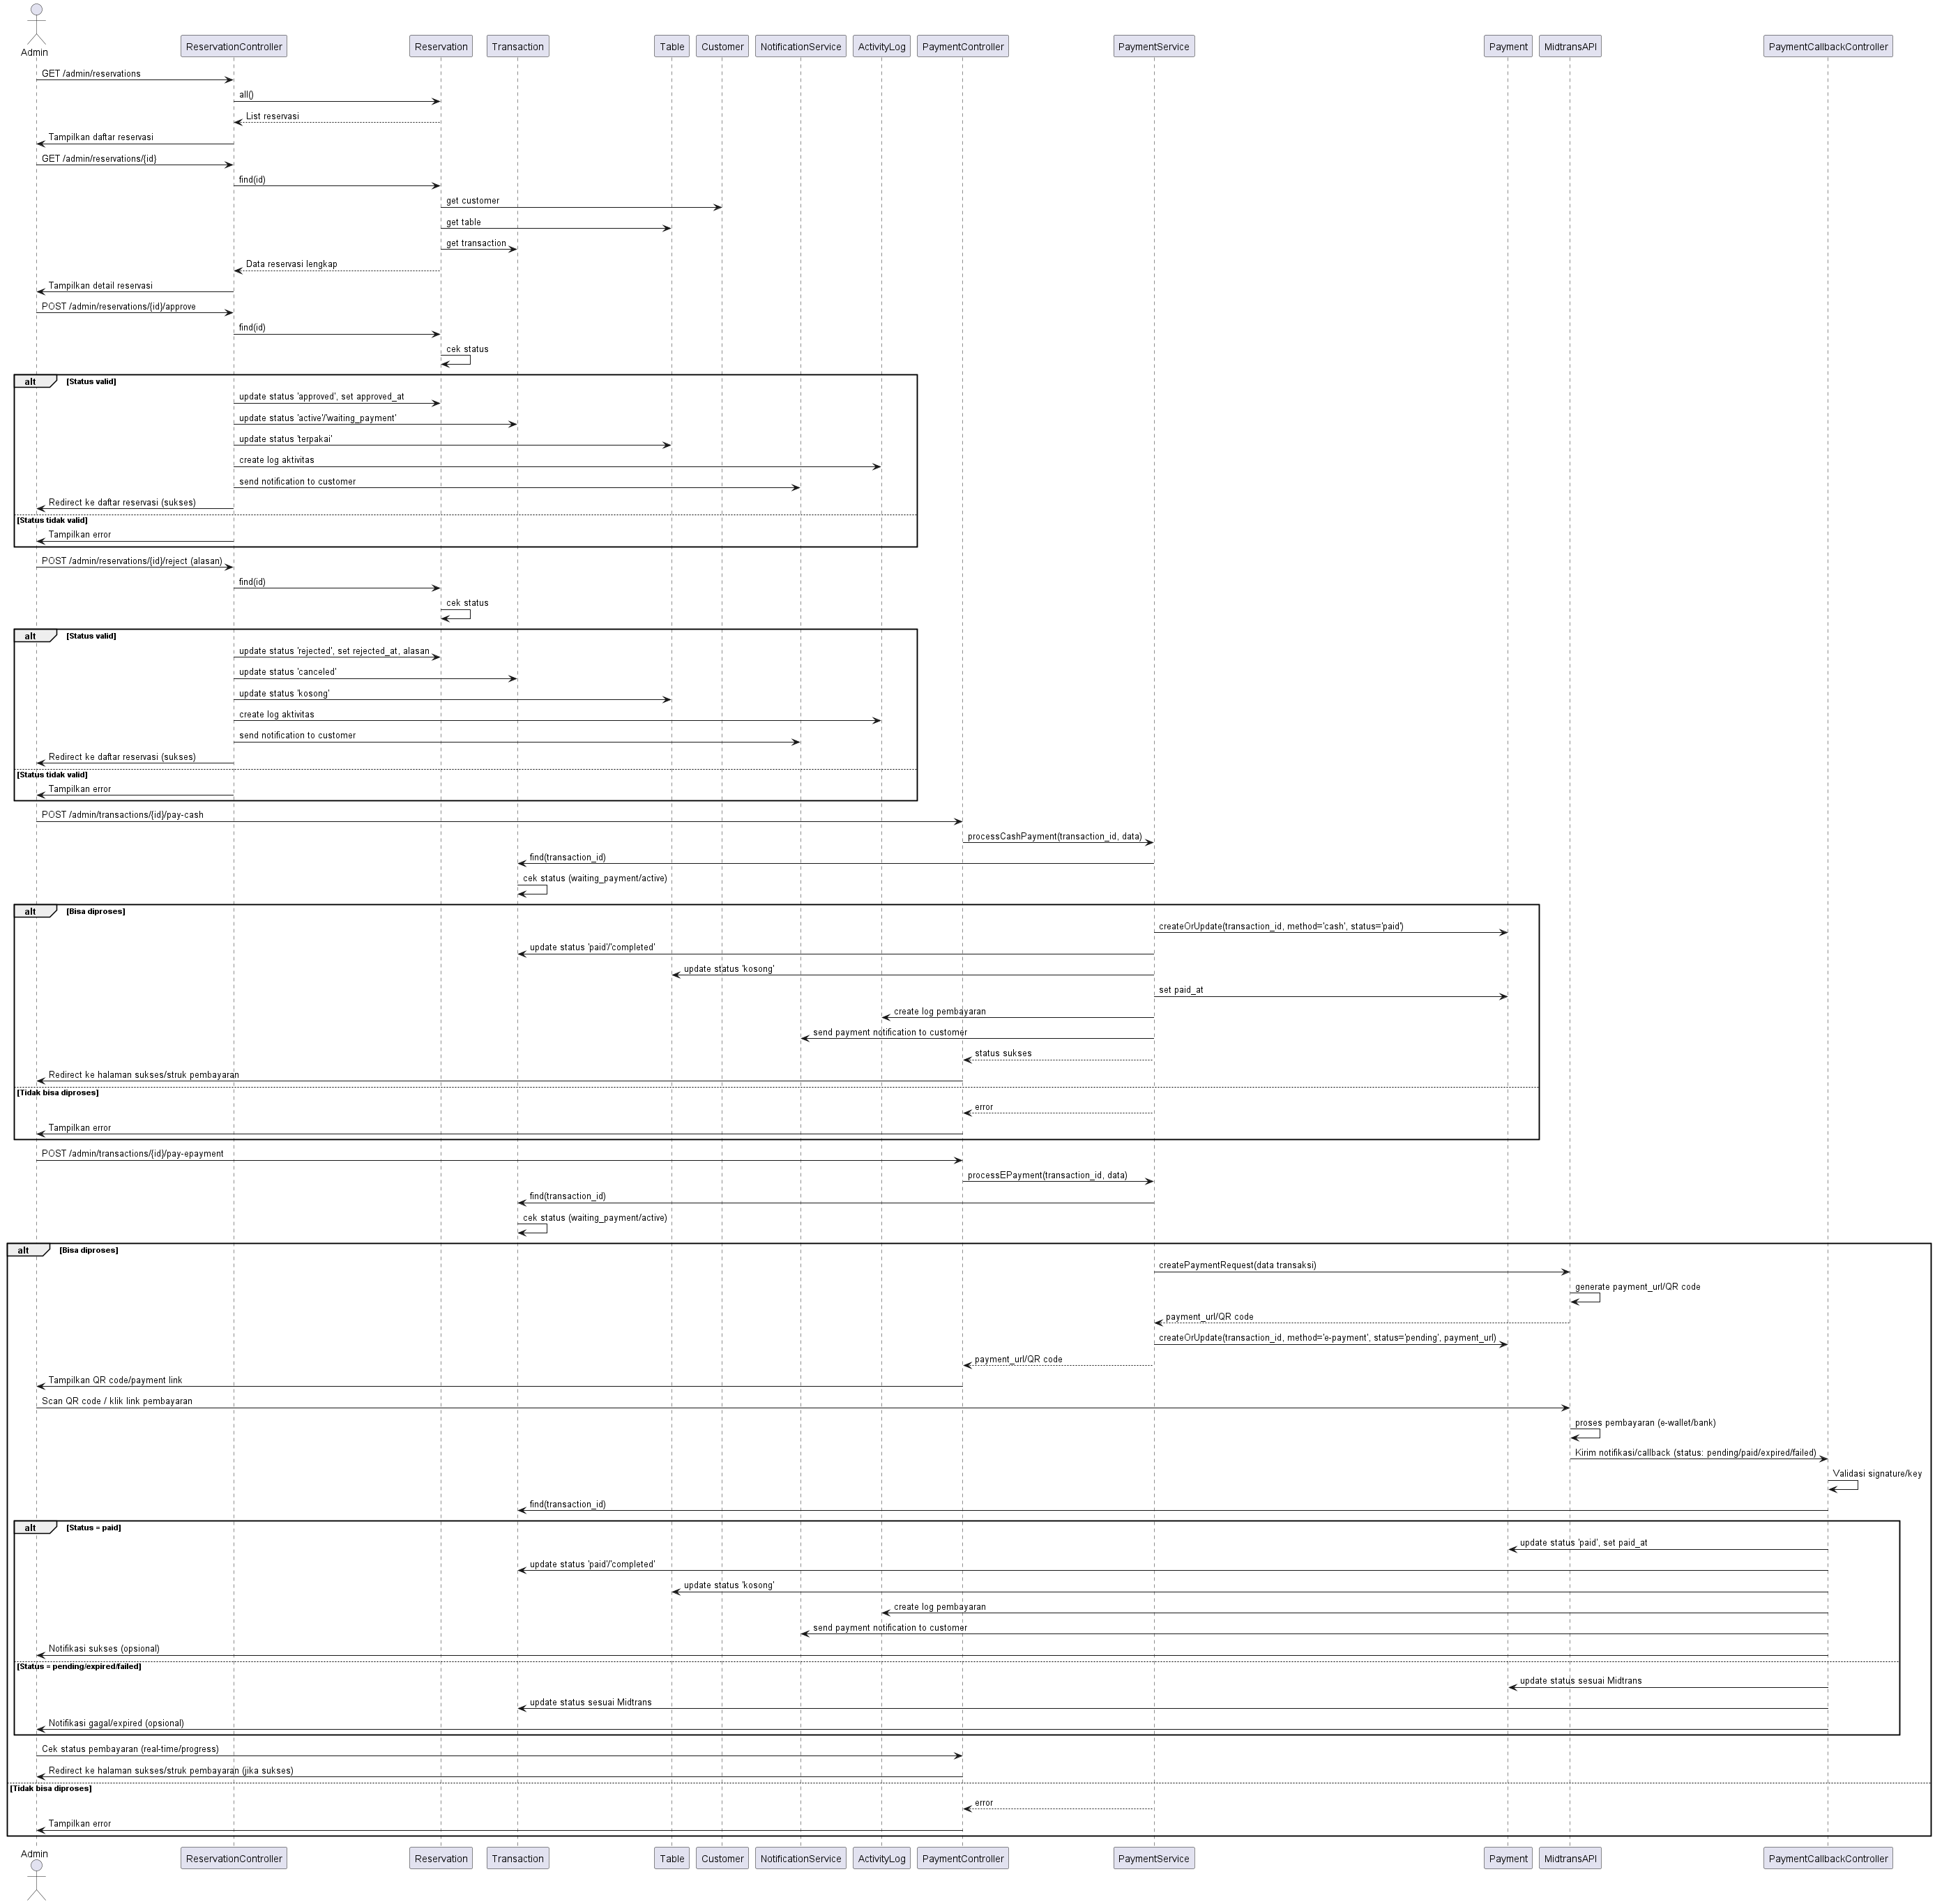 Admin
ReservationController
Reservation
Transaction
Table
Customer
NotificationService
ActivityLog
PaymentController
PaymentService
Payment
MidtransAPI
PaymentCallbackController
GET /admin/reservations
all()
List reservasi
Tampilkan daftar reservasi
GET /admin/reservations/{id}
find(id)
get customer
get table
get transaction
Data reservasi lengkap
Tampilkan detail reservasi
POST /admin/reservations/{id}/approve
find(id)
cek status
alt [Status valid]
update status 'approved', set approved_at
update status 'active'/'waiting_payment'
update status 'terpakai'
create log aktivitas
send notification to customer
Redirect ke daftar reservasi (sukses)
[Status tidak valid]
Tampilkan error
POST /admin/reservations/{id}/reject (alasan)
find(id)
cek status
alt [Status valid]
update status 'rejected', set rejected_at, alasan
update status 'canceled'
update status 'kosong'
create log aktivitas
send notification to customer
Redirect ke daftar reservasi (sukses)
[Status tidak valid]
Tampilkan error
POST /admin/transactions/{id}/pay-cash
processCashPayment(transaction_id, data)
find(transaction_id)
cek status (waiting_payment/active)
alt [Bisa diproses]
createOrUpdate(transaction_id, method='cash', status='paid')
update status 'paid'/'completed'
update status 'kosong'
set paid_at
create log pembayaran
send payment notification to customer
status sukses
Redirect ke halaman sukses/struk pembayaran
[Tidak bisa diproses]
error
Tampilkan error
POST /admin/transactions/{id}/pay-epayment
processEPayment(transaction_id, data)
find(transaction_id)
cek status (waiting_payment/active)
alt [Bisa diproses]
createPaymentRequest(data transaksi)
generate payment_url/QR code
payment_url/QR code
createOrUpdate(transaction_id, method='e-payment', status='pending', payment_url)
payment_url/QR code
Tampilkan QR code/payment link
Scan QR code / klik link pembayaran
proses pembayaran (e-wallet/bank)
Kirim notifikasi/callback (status: pending/paid/expired/failed)
Validasi signature/key
find(transaction_id)
alt [Status = paid]
update status 'paid', set paid_at
update status 'paid'/'completed'
update status 'kosong'
create log pembayaran
send payment notification to customer
Notifikasi sukses (opsional)
[Status = pending/expired/failed]
update status sesuai Midtrans
update status sesuai Midtrans
Notifikasi gagal/expired (opsional)
Cek status pembayaran (real-time/progress)
Redirect ke halaman sukses/struk pembayaran (jika sukses)
[Tidak bisa diproses]
error
Tampilkan error
Admin
ReservationController
Reservation
Transaction
Table
Customer
NotificationService
ActivityLog
PaymentController
PaymentService
Payment
MidtransAPI
PaymentCallbackController